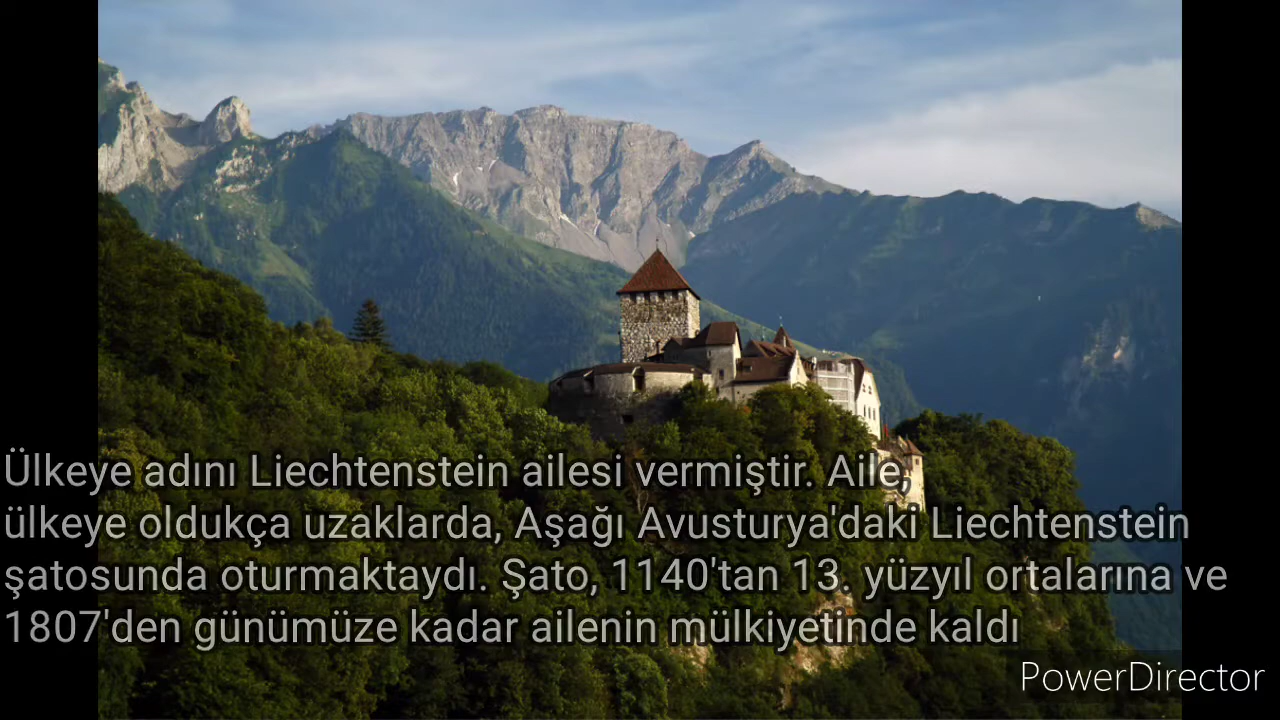 Ülkeye adını Liechtenstein ailesi vermiştir. Aile,
ülkeye oldukça uzaklarda, Aşağı Avusturya'daki Liechtenstein
şatosunda oturmaktaydı. Şato, 1140'tan 13. yüzyıl ortalarına ve
1807'den günümüze kadar ailenin mülkiyetinde kaldı
PowerDirector